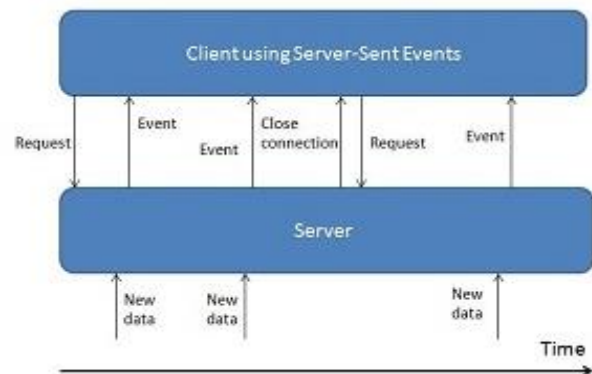 Client using Server-Sent Events
Request
Event
Event
Close
connection
Request
Event
Server
New
data
New
data
New
data
Time